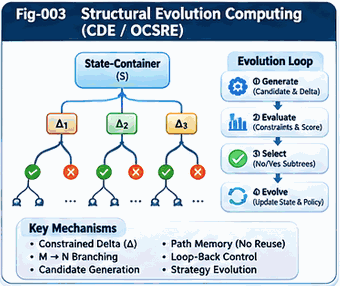 Fig-003 Structural Evolution Computing
(CDE / OCSRE)
State-Container
(S)
Δ1
Δ2
Δ3
...
...
...
Evolution Loop
① Generate
(Candidate & Delta)
② Evaluate
(Constraints & Score)
③ Select
(No/Yes Subtrees)
④ Evolve
(Update State & Policy)
Key Mechanisms
• Constrained Delta (Δ)
• M → N Branching
• Candidate Generation
• Path Memory (No Reuse)
• Loop-Back Control
• Strategy Evolution